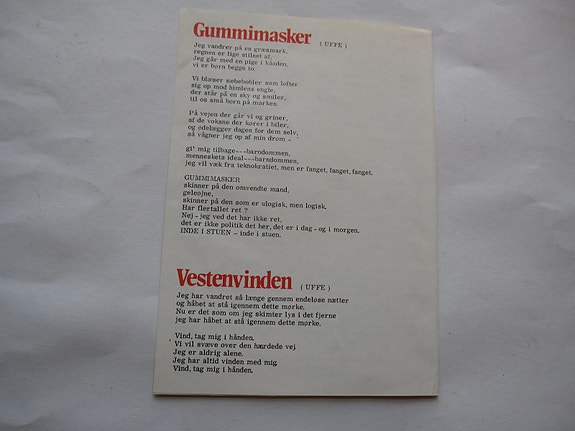 Gummimasker ( UFFE )
Jeg vandrer på en græsmark,
regnen er lige stilnet af,
Jeg går med en pige i hånden,
vi er børn begge to.
Vi blæser sæbebobler som løfter
sig op mod himlens engle,
der står på en sky og smiler,
til os små børn på marken.
På vejen der går vi og griner,
af de voksne der kører i biler,
og ødelægger dagen for dem selv,
så vågner jeg op af min drøm -
gi' mig tilbage---barndommen,
menneskets ideal---barndommen,
jeg vil væk fra teknokratiet, men er fanget, fanget, fanget,
GUMMIMASKER
skinner på den omvendte mand,
geleøjne,
skinner på den som er ulogisk, men logisk.
Har flertallet ret ?
Nej - jeg ved det har ikke ret,
det er ikke politik det her, det er i dag - og i morgen.
INDE I STUEN - inde i stuen.
Vestenvinden ( UFFE )
Jeg har vandret så længe gennem endeløse nætter
og håbet at stå igennem dette mørke.
Nu er det som om jeg skimter lys i det fjerne
jeg har håbet at stå igennem dette mørke.
Vind, tag mig i hånden.
Vi vil svæve over den hærdede vej
Jeg er aldrig alene.
Jeg har altid vinden med mig
Vind, tag mig i hånden.